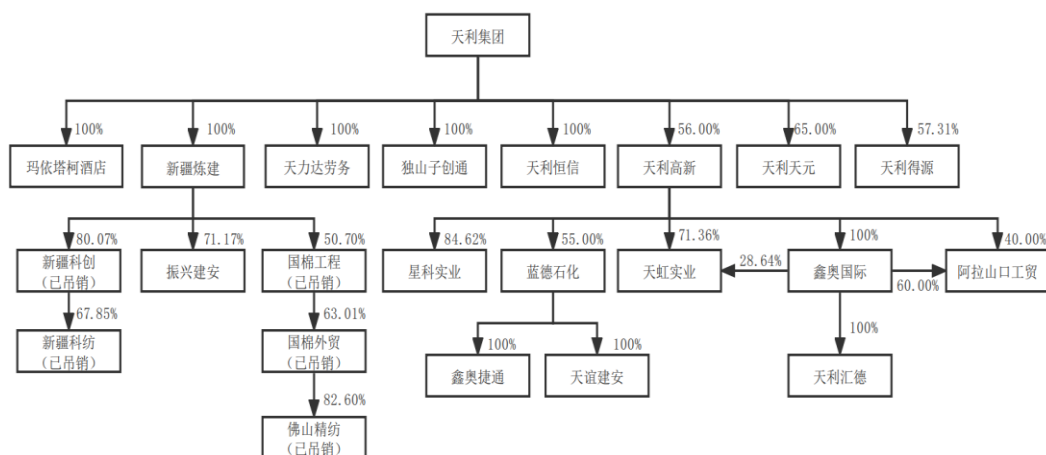 天利集团
100%
100%
100%
100%
100%
56.00%
65.00%
57.31%
玛依塔柯酒店
新疆炼建
天力达劳务
独山子创通
天利恒信
天利高新
天利天元
天利得源
80.07%
71.17%
50.70%
84.62%
55.00%
71.36%
100%
40.00%
新疆科创
(已吊销)
振兴建安
国棉工程
(已吊销)
星科实业
蓝德石化
天虹实业
28.64%
鑫奥国际
60.00%
阿拉山口工贸
67.85%
63.01%
新疆科纺
(已吊销)
国棉外贸
(已吊销)
100%
100%
100%
鑫奥捷通
天谊建安
天利汇德
82.60%
佛山精纺
(已吊销)